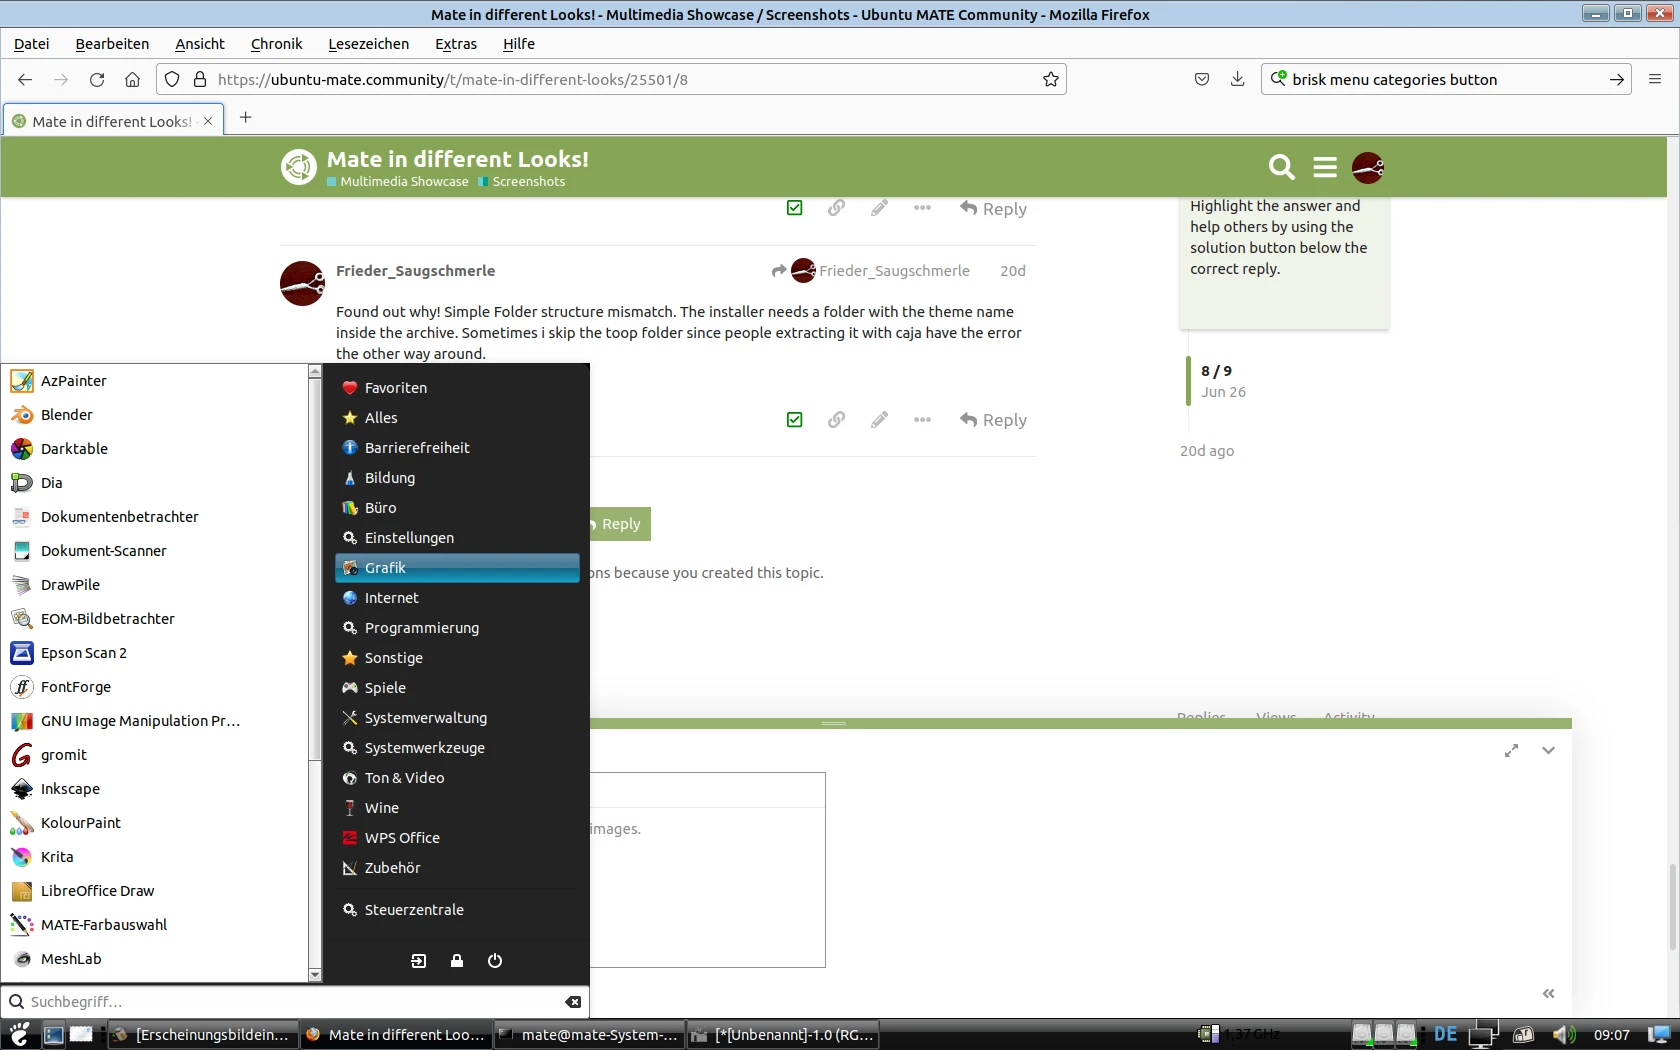 Mate in different Looks! - Multimedia Showcase / Screenshots - Ubuntu MATE Community - Mozilla Firefox
Datei Bearbeiten Ansicht Chronik Lesezeichen Extras Hilfe
https://ubuntu-mate.community/t/mate-in-different-looks/25501/8
brisk menu categories button
Mate in different Looks!
Mate in different Looks!
Multimedia Showcase Screenshots
Reply
Highlight the answer and
help others by using the
solution button below the
correct reply.
Frieder_Saugschmerle
Frieder_Saugschmerle 20d
Found out why! Simple Folder structure mismatch. The installer needs a folder with the theme name
inside the archive. Sometimes i skip the toop folder since people extracting it with caja have the error
the other way around.
Reply
8 / 9
Jun 26
20d ago
Reply
ons because you created this topic.
Replies Views Activity
images.
AzPainter
Blender
Darktable
Dia
Dokumentenbetrachter
Dokument-Scanner
DrawPile
EOM-Bildbetrachter
Epson Scan 2
FontForge
GNU Image Manipulation Pr...
gromit
Inkscape
KolourPaint
Krita
LibreOffice Draw
MATE-Farbauswahl
MeshLab
Favoriten
Alles
Barrierefreiheit
Bildung
Büro
Einstellungen
Grafik
Internet
Programmierung
Sonstige
Spiele
Systemverwaltung
Systemwerkzeuge
Ton & Video
Wine
WPS Office
Zubehör
Steuerzentrale
Suchbegriff...
[Erscheinungsbildein... Mate in different Loo... mate@mate-System-... [*[Unbenannt]-1.0 (RG... 1,37 GHz DE 09:07